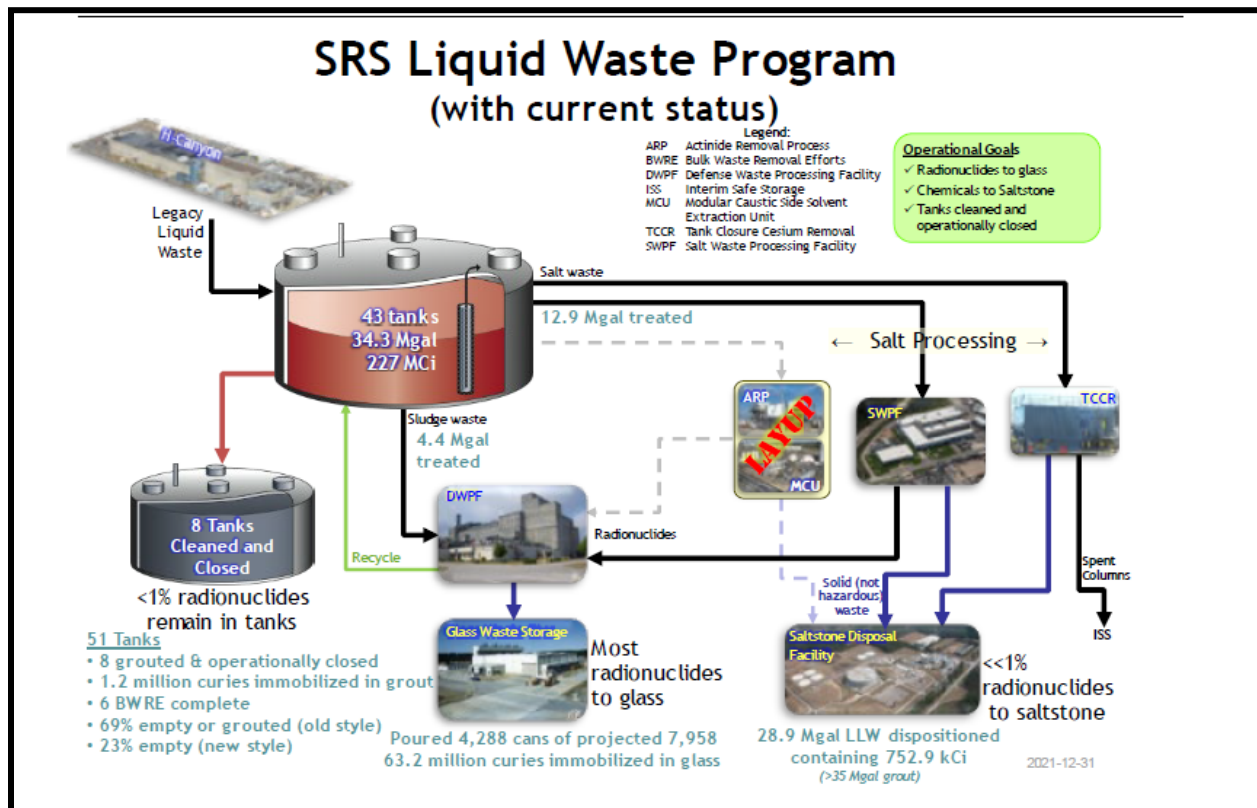 SRS Liquid Waste Program
(with current status)
H-Canyon
Legend:
ARP Actinide Removal Process
BWRE Bulk Waste Removal Efforts
DWPF Defense Waste Processing Facility
ISS Interim Safe Storage
MCU Modular Caustic Side Solvent
Extraction Unit
TCCR Tank Closure Cesium Removal
SWPF Salt Waste Processing Facility
Operational Goals
✓ Radionuclides to glass
✓ Chemicals to Saltstone
✓ Tanks cleaned and
operationally closed
Legacy
Liquid
Waste
Salt waste
43 tanks
34.3 Mgal
227 MCi
12.9 Mgal treated
← Salt Processing →
ARP
LAYUP
MCU
SWPF
TCCR
Sludge waste
4.4 Mgal
treated
DWPF
8 Tanks
Cleaned and
Closed
Recycle
Radionuclides
<1% radionuclides
remain in tanks
Solid (not
hazardous)
waste
Spent
Columns
ISS
51 Tanks
• 8 grouted & operationally closed
• 1.2 million curies immobilized in grout
• 6 BWRE complete
• 69% empty or grouted (old style)
• 23% empty (new style)
Glass Waste Storage
Most
radionuclides
to glass
Saltstone Disposal
Facility
<<1%
radionuclides
to saltstone
Poured 4,288 cans of projected 7,958
63.2 million curies immobilized in glass
28.9 Mgal LLW dispositioned
containing 752.9 kCi
(>35 Mgal grout)
2021-12-31